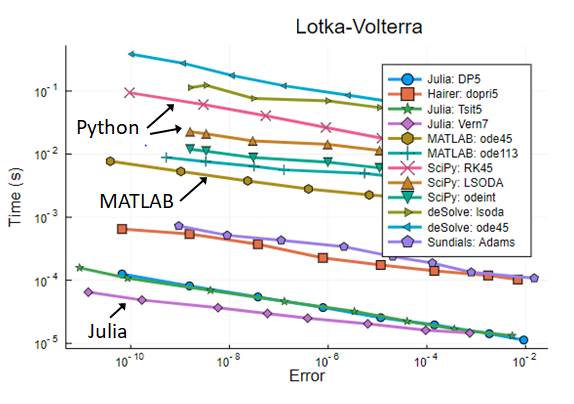 Lotka-Volterra
Time (s)
10⁻¹
10⁻²
10⁻³
10⁻⁴
10⁻⁵
Python
MATLAB
Julia
Julia: DP5
Hairer: dopri5
Julia: Tsit5
Julia: Vern7
MATLAB: ode45
MATLAB: ode113
SciPy: RK45
SciPy: LSODA
SciPy: odeint
deSolve: lsoda
deSolve: ode45
Sundials: Adams
10⁻¹⁰
10⁻⁸
10⁻⁶
10⁻⁴
10⁻²
Error